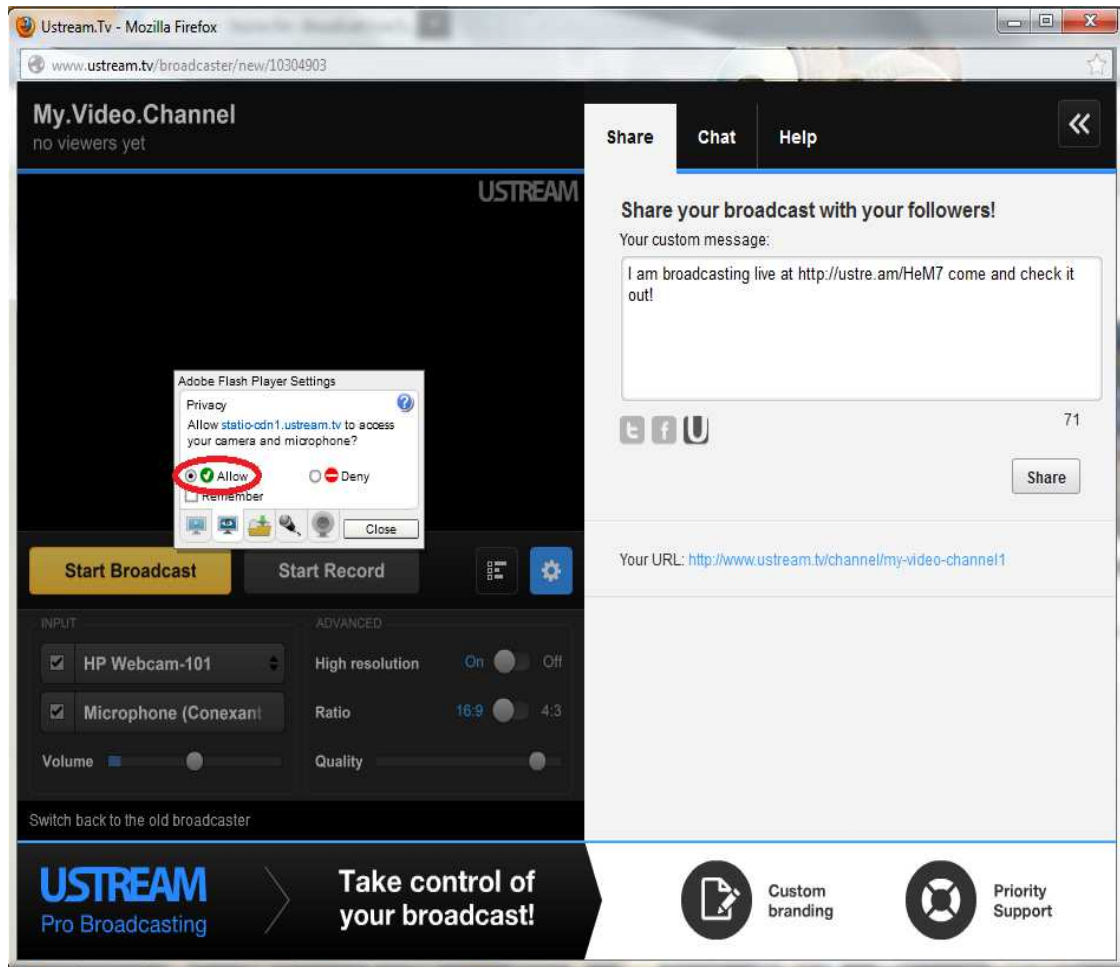 Ustream.Tv - Mozilla Firefox
www.ustream.tv/broadcaster/new/10304903
My.Video.Channel
no viewers yet
USTREAM
Adobe Flash Player Settings
Privacy
Allow static-cdn1.ustream.tv to access
your camera and microphone?
Allow
Deny
Remember
Close
Start Broadcast
Start Record
INPUT
HP Webcam-101
Microphone (Conexant
Volume
ADVANCED
High resolution On Off
Ratio 16:9 4:3
Quality
Switch back to the old broadcaster
Share Chat Help
Share your broadcast with your followers!
Your custom message:
I am broadcasting live at http://ustre.am/HeM7 come and check it
out!
71
Share
Your URL: http://www.ustream.tv/channel/my-video-channel1
USTREAM
Pro Broadcasting
Take control of
your broadcast!
Custom
branding
Priority
Support